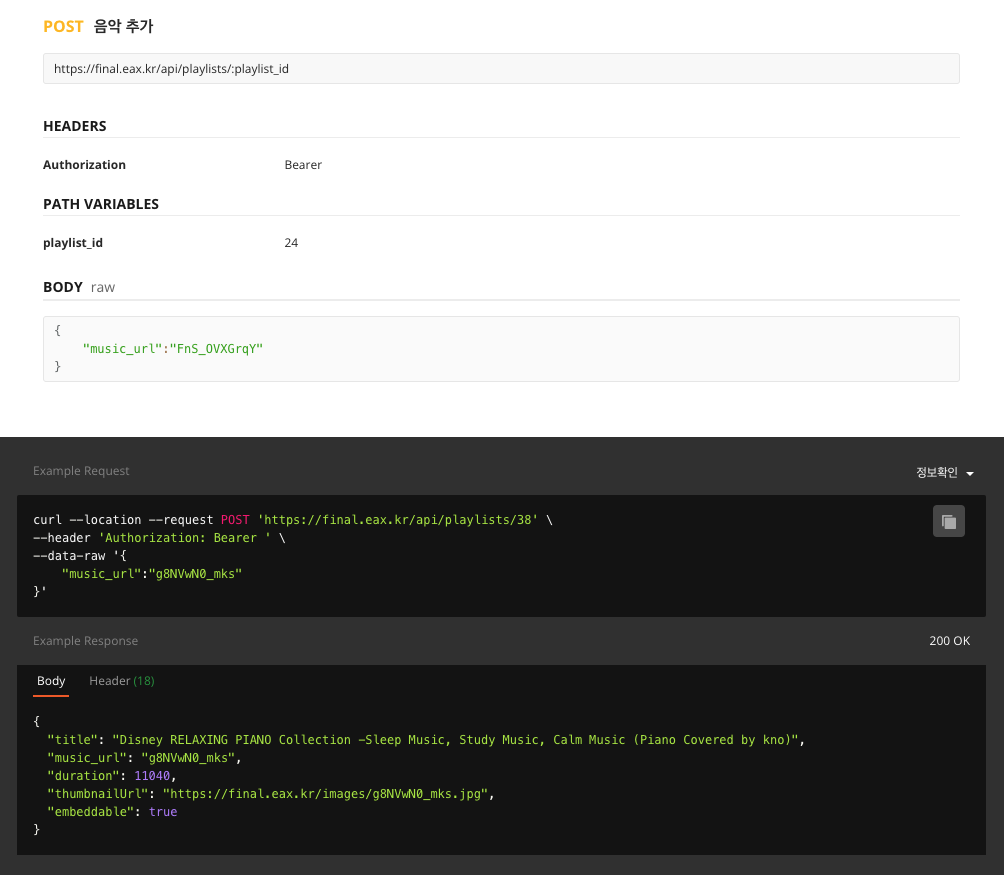 POST 음악 추가
https://final.eax.kr/api/playlists/:playlist_id
HEADERS
Authorization Bearer
PATH VARIABLES
playlist_id 24
BODY raw
{
"music_url":"FnS_OVXGrqY"
}
Example Request 정보확인
curl --location --request POST 'https://final.eax.kr/api/playlists/38' \
--header 'Authorization: Bearer ' \
--data-raw '{
"music_url":"g8NVwN0_mks"
}'
Example Response 200 OK
Body Header (18)
{
"title": "Disney RELAXING PIANO Collection -Sleep Music, Study Music, Calm Music (Piano Covered by kno)",
"music_url": "g8NVwN0_mks",
"duration": 11040,
"thumbnailUrl": "https://final.eax.kr/images/g8NVwN0_mks.jpg",
"embeddable": true
}